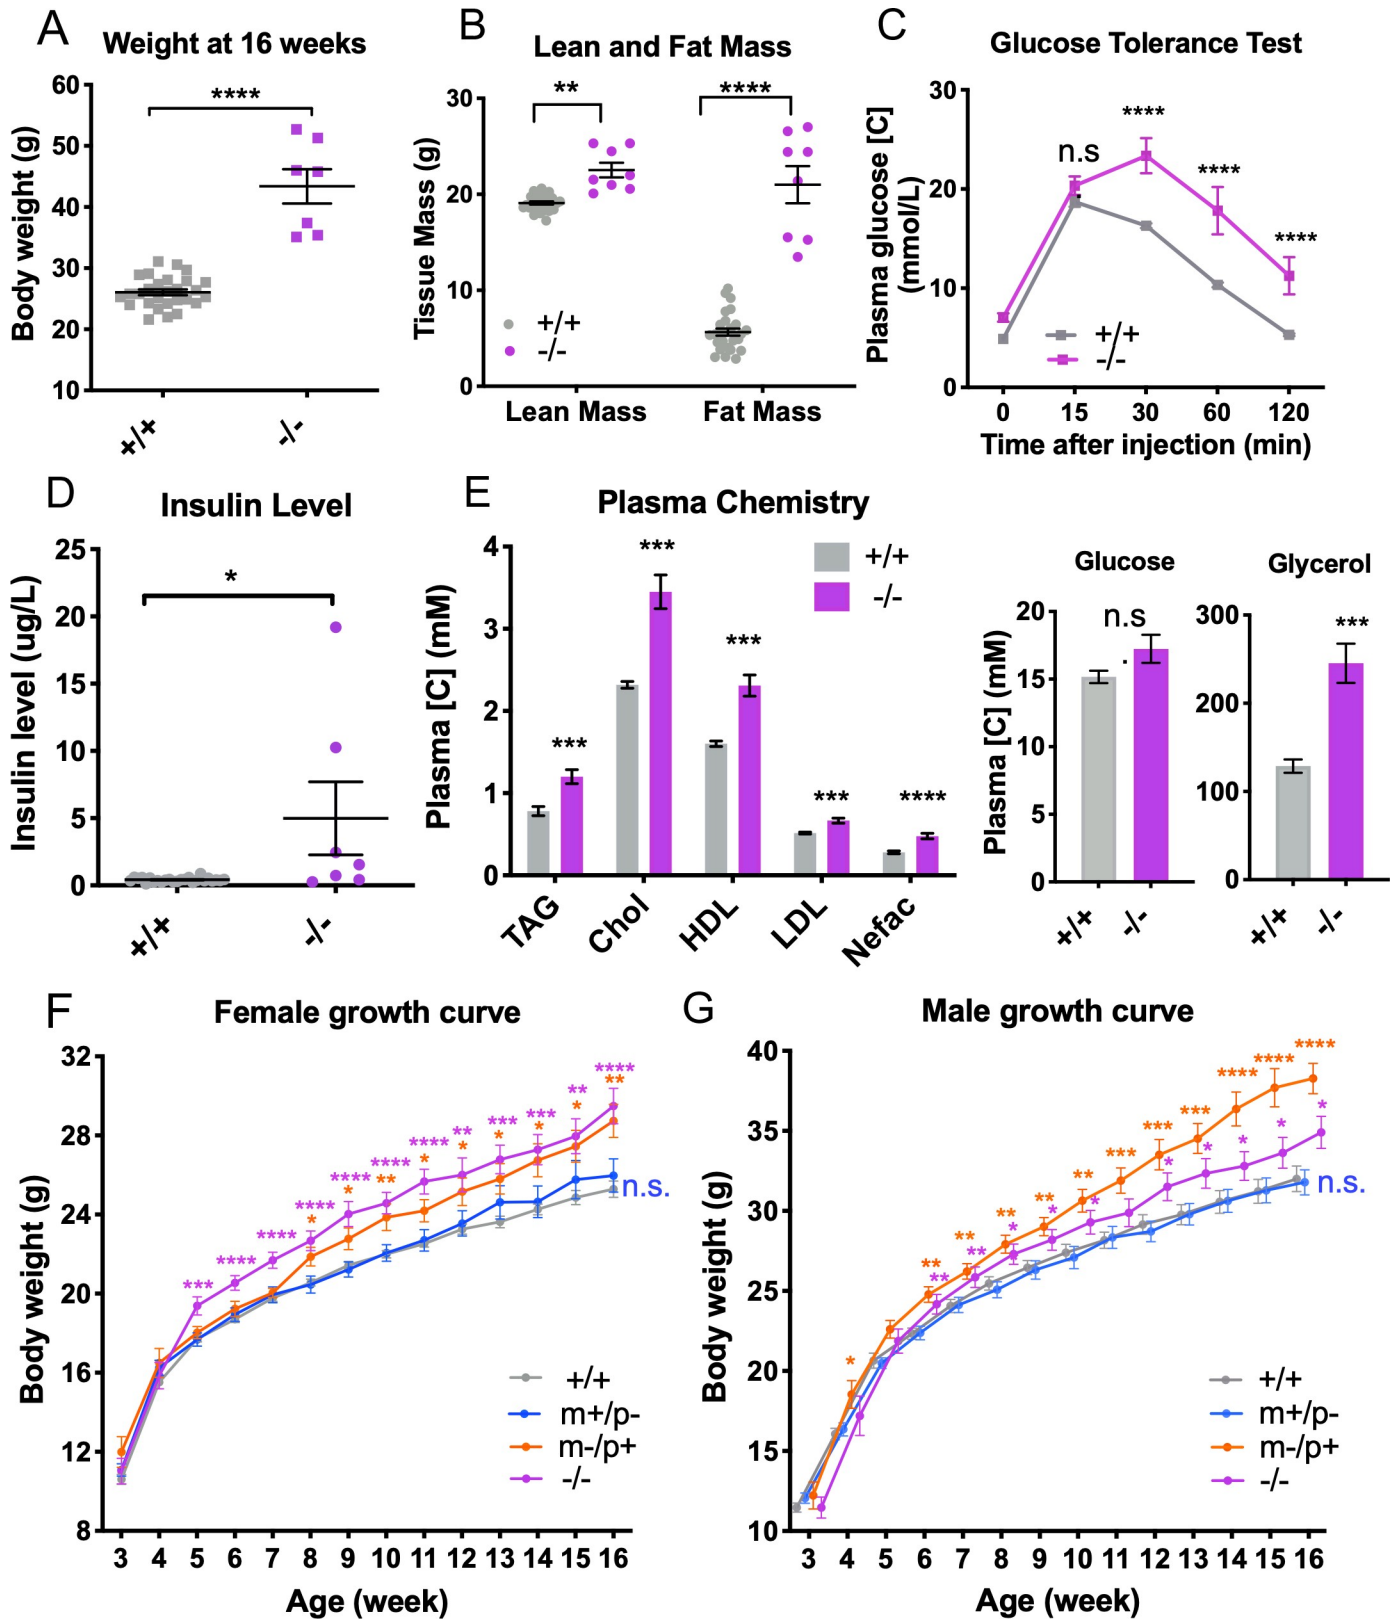 A
Weight at 16 weeks
Body weight (g)
60
50
40
30
20
10
****
+/+
-/-
B
Lean and Fat Mass
Tissue Mass (g)
30
20
10
0
**
****
+/+
-/-
Lean Mass
Fat Mass
C
Glucose Tolerance Test
Plasma glucose [C]
(mmol/L)
30
20
10
0
n.s
****
****
****
+/+
-/-
0 15 30 60 120
Time after injection (min)
D
Insulin Level
Insulin level (ug/L)
25
20
15
10
5
0
*
+/+
-/-
E
Plasma Chemistry
Plasma [C] (mM)
4
3
2
1
0
***
***
***
***
****
+/+
-/-
TAG
Chol
HDL
LDL
Nefac
Glucose
Plasma [C] (mM)
20
15
10
5
0
n.s
+/+
-/-
Glycerol
300
200
100
0
***
+/+
-/-
F
Female growth curve
Body weight (g)
32
28
24
20
16
12
8
***
****
****
****
*
****
*
****
**
****
*
**
*
***
*
***
*
**
*
****
**
n.s.
+/+
m+/p-
m-/p+
-/-
3 4 5 6 7 8 9 10 11 12 13 14 15 16
Age (week)
G
Male growth curve
Body weight (g)
40
35
30
25
20
15
10
*
**
**
**
**
**
*
**
*
**
*
***
***
*
***
*
****
*
****
*
****
*
n.s.
+/+
m+/p-
m-/p+
-/-
3 4 5 6 7 8 9 10 11 12 13 14 15 16
Age (week)